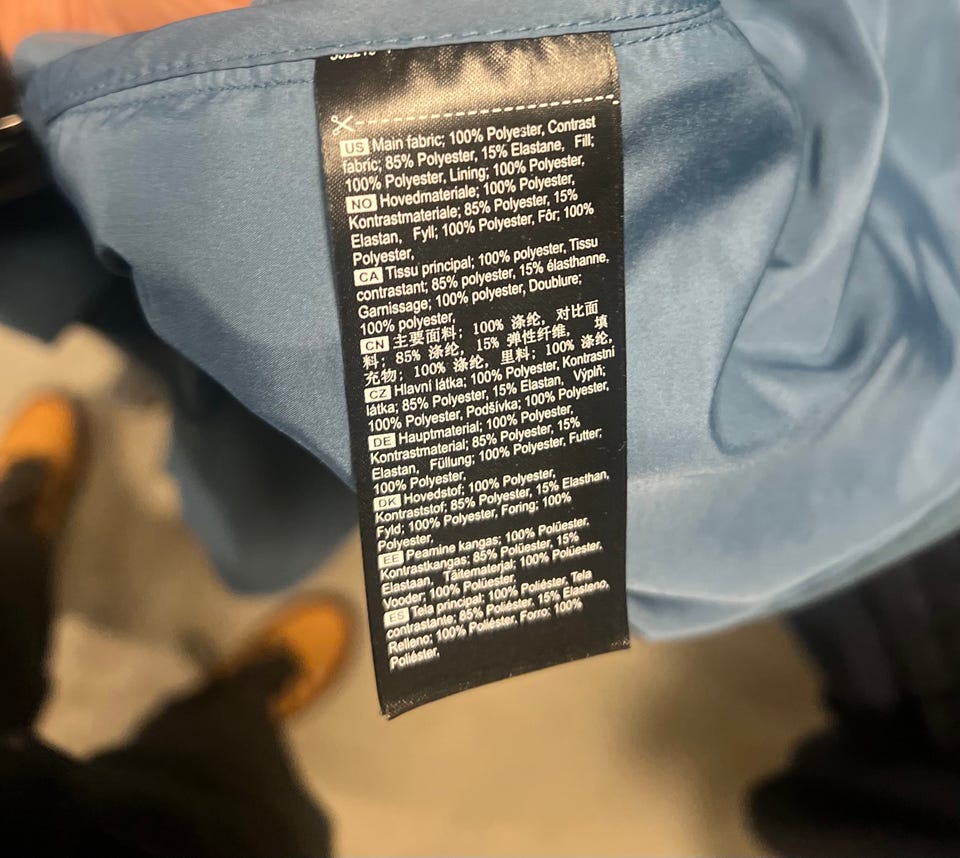 US Main fabric; 100% Polyester, Contrast
fabric; 85% Polyester, 15% Elastane, Fill;
100% Polyester, Lining; 100% Polyester,
NO Hovedmateriale; 100% Polyester,
Kontrastmateriale; 85% Polyester, 15%
Elastan, Fyll; 100% Polyester, Fôr; 100%
Polyester,
CA Tissu principal; 100% polyester, Tissu
contrastant; 85% polyester, 15% élasthanne,
Garnissage; 100% polyester, Doublure;
100% polyester,
CN 主要面料; 100% 涤纶, 对比面
料; 85% 涤纶, 15% 弹性纤维, 填
充物; 100% 涤纶, 里料; 100% 涤纶,
CZ Hlavní látka; 100% Polyester, Kontrastní
látka; 85% Polyester, 15% Elastan, Výplň;
100% Polyester, Podšívka; 100% Polyester,
DE Hauptmaterial; 100% Polyester,
Kontrastmaterial; 85% Polyester, 15%
Elastan, Füllung; 100% Polyester, Futter;
100% Polyester,
DK Hovedstof; 100% Polyester,
Kontraststof; 85% Polyester, 15% Elasthan,
Fyld; 100% Polyester, Foring; 100%
Polyester,
EE Peamine kangas; 100% Polüester,
Kontrastkangas; 85% Polüester, 15%
Elastaan, Täitematerjal; 100% Polüester,
Vooder; 100% Polüester,
ES Tela principal; 100% Poliéster, Tela
contrastante; 85% Poliéster, 15% Elasteno,
Relleno; 100% Poliéster, Forro; 100%
Poliéster,